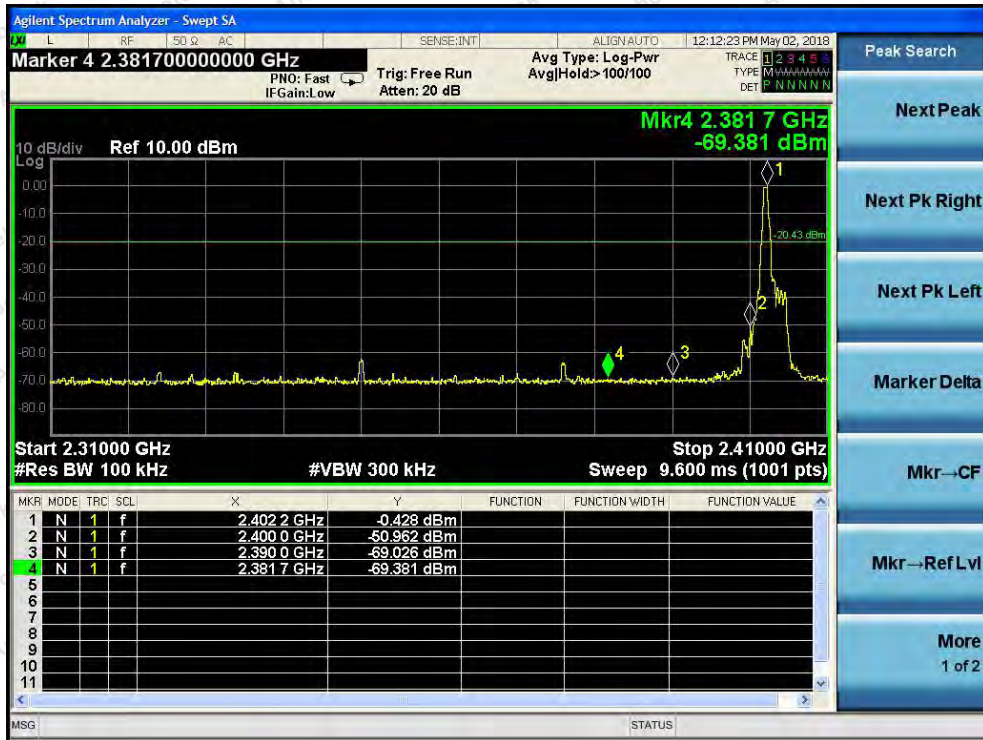 Agilent Spectrum Analyzer - Swept SA
LXI L RF 50 Ω AC SENSE:INT ALIGN AUTO 12:12:23 PM May 02, 2018
Marker 4 2.381700000000 GHz
PNO: Fast
IFGain:Low
Trig: Free Run
Atten: 20 dB
Avg Type: Log-Pwr
Avg|Hold:>100/100
TRACE 1 2 3 4 5 6
TYPE M
DET P N N N N N
Mkr4 2.381 7 GHz
-69.381 dBm
10 dB/div Ref 10.00 dBm
Log
0.00
-10.0
-20.0
-30.0
-40.0
-50.0
-60.0
-70.0
-80.0
1
-20.43 dBm
2
4
3
Start 2.31000 GHz Stop 2.41000 GHz
#Res BW 100 kHz #VBW 300 kHz Sweep 9.600 ms (1001 pts)
MKR MODE TRC SCL X Y FUNCTION FUNCTION WIDTH FUNCTION VALUE
1 N 1 f 2.402 2 GHz -0.428 dBm
2 N 1 f 2.400 0 GHz -50.962 dBm
3 N 1 f 2.390 0 GHz -69.026 dBm
4 N 1 f 2.381 7 GHz -69.381 dBm
5
6
7
8
9
10
11
MSG STATUS
Peak Search
Next Peak
Next Pk Right
Next Pk Left
Marker Delta
Mkr→CF
Mkr→Ref Lvl
More
1 of 2